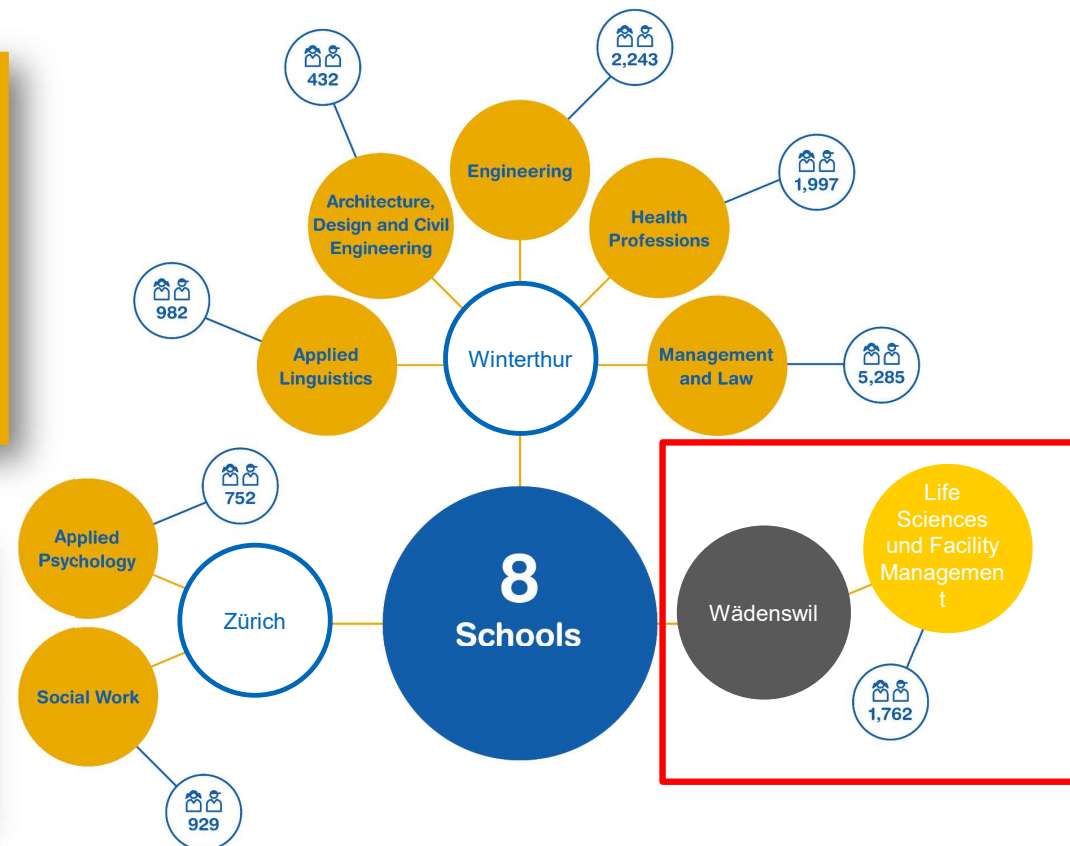 432
2,243
Engineering
1,997
Architecture,
Design and Civil
Engineering
Health
Professions
982
Applied
Linguistics
Winterthur
Management
and Law
5,285
752
Applied
Psychology
Zürich
Social Work
929
8
Schools
Wädenswil
Life
Sciences
und Facility
Managemen
t
1,762